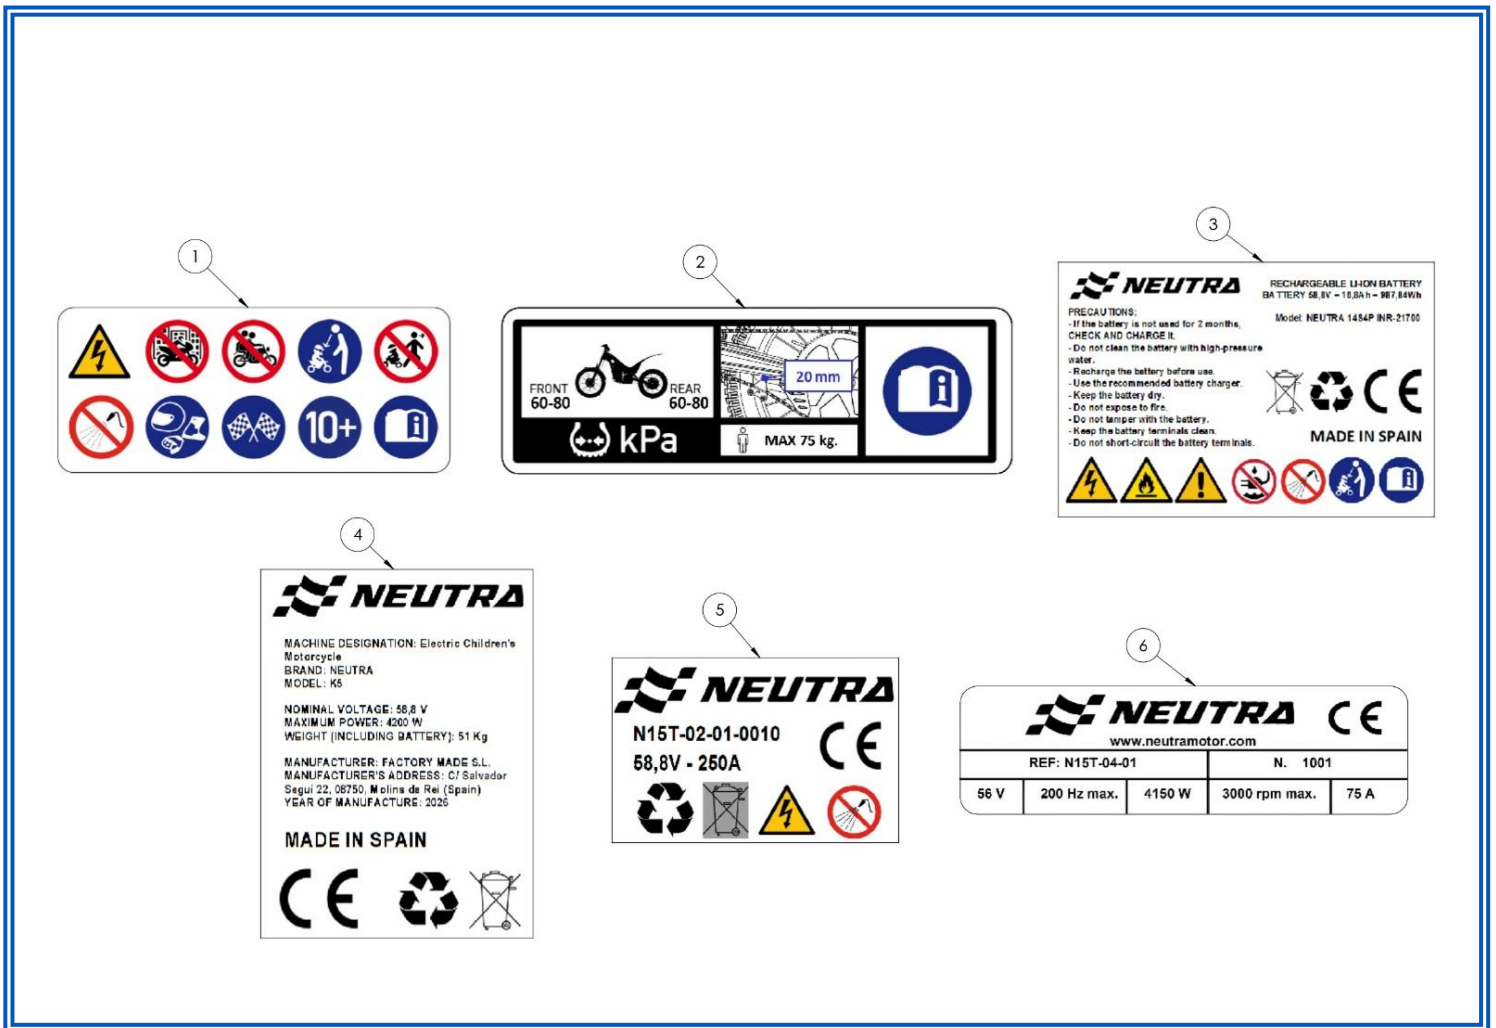 1
10+
2
FRONT
60-80
REAR
60-80
kPa
20 mm
MAX 75 kg.
3
NEUTRA
RECHARGEABLE LI-ION BATTERY
BATTERY 58,8V – 16,8Ah – 987,84Wh
Model: NEUTRA 14S4P INR-21700
PRECAUTIONS:
- If the battery is not used for 2 months,
CHECK AND CHARGE it.
- Do not clean the battery with high-pressure
water.
- Recharge the battery before use.
- Use the recommended battery charger.
- Keep the battery dry.
- Do not expose to fire.
- Do not tamper with the battery.
- Keep the battery terminals clean.
- Do not short-circuit the battery terminals.
CE
MADE IN SPAIN
4
NEUTRA
MACHINE DESIGNATION: Electric Children's
Motorcycle
BRAND: NEUTRA
MODEL: K5
NOMINAL VOLTAGE: 58,8 V
MAXIMUM POWER: 4200 W
WEIGHT (INCLUDING BATTERY): 51 Kg
MANUFACTURER: FACTORY MADE S.L.
MANUFACTURER'S ADDRESS: C/ Salvador
Segui 22, 08750, Molins de Rei (Spain)
YEAR OF MANUFACTURE: 2026
MADE IN SPAIN
CE
5
NEUTRA
N15T-02-01-0010
58,8V - 250A
CE
6
NEUTRA
CE
www.neutramotor.com
REF: N15T-04-01
N. 1001
56 V
200 Hz max.
4150 W
3000 rpm max.
75 A